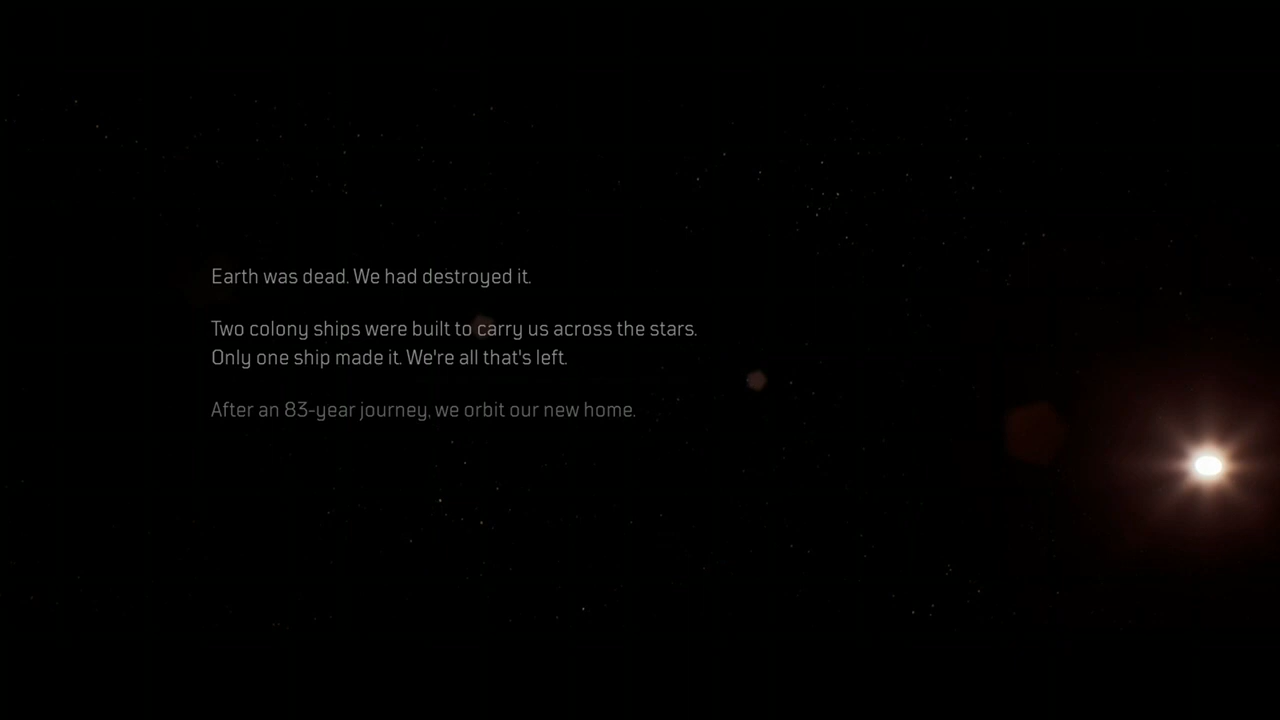 Earth was dead. We had destroyed it.
Two colony ships were built to carry us across the stars.
Only one ship made it. We're all that's left.
After an 83-year journey, we orbit our new home.